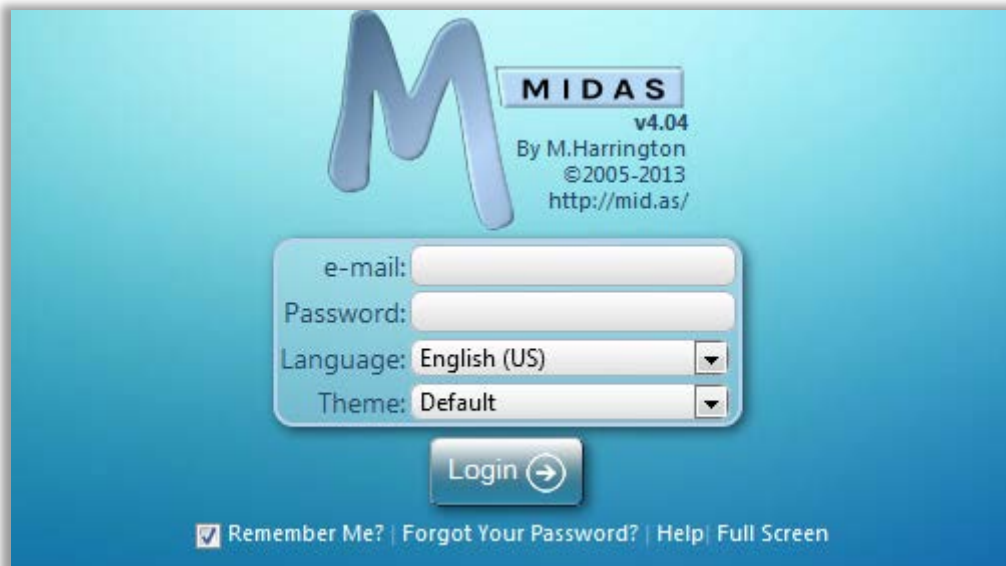 M
MIDAS
v4.04
By M.Harrington
©2005-2013
http://mid.as/
e-mail:
Password:
Language: English (US)
Theme: Default
Login
Remember Me? | Forgot Your Password? | Help| Full Screen